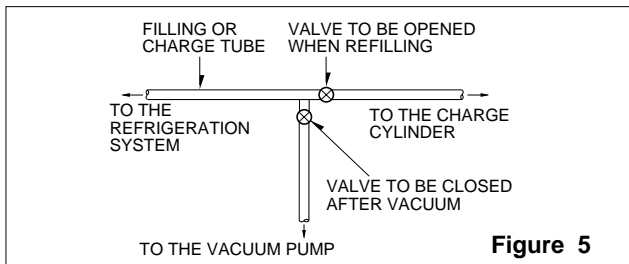 FILLING OR
CHARGE TUBE
VALVE TO BE OPENED
WHEN REFILLING
TO THE
REFRIGERATION
SYSTEM
TO THE CHARGE
CYLINDER
VALVE TO BE CLOSED
AFTER VACUUM
TO THE VACUUM PUMP
Figure 5